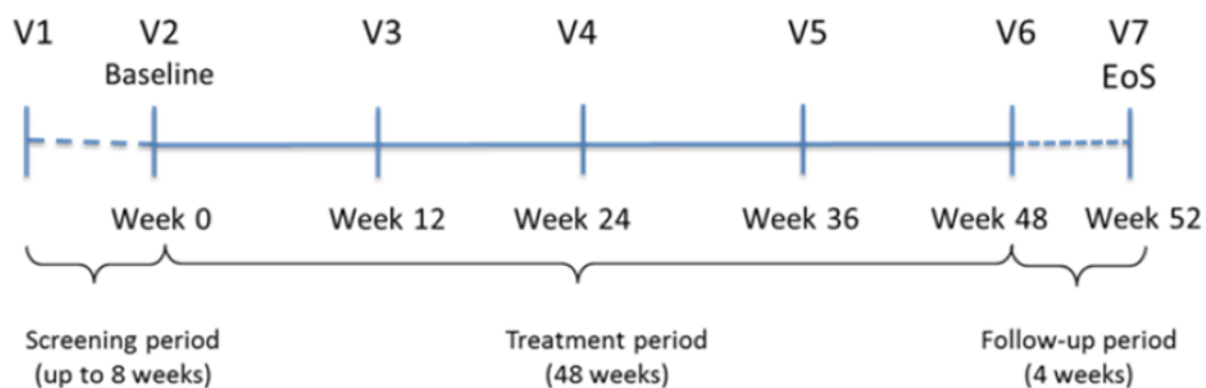 V1 V2 V3 V4 V5 V6 V7
Baseline EoS
Week 0 Week 12 Week 24 Week 36 Week 48 Week 52
Screening period Treatment period Follow-up period
(up to 8 weeks) (48 weeks) (4 weeks)